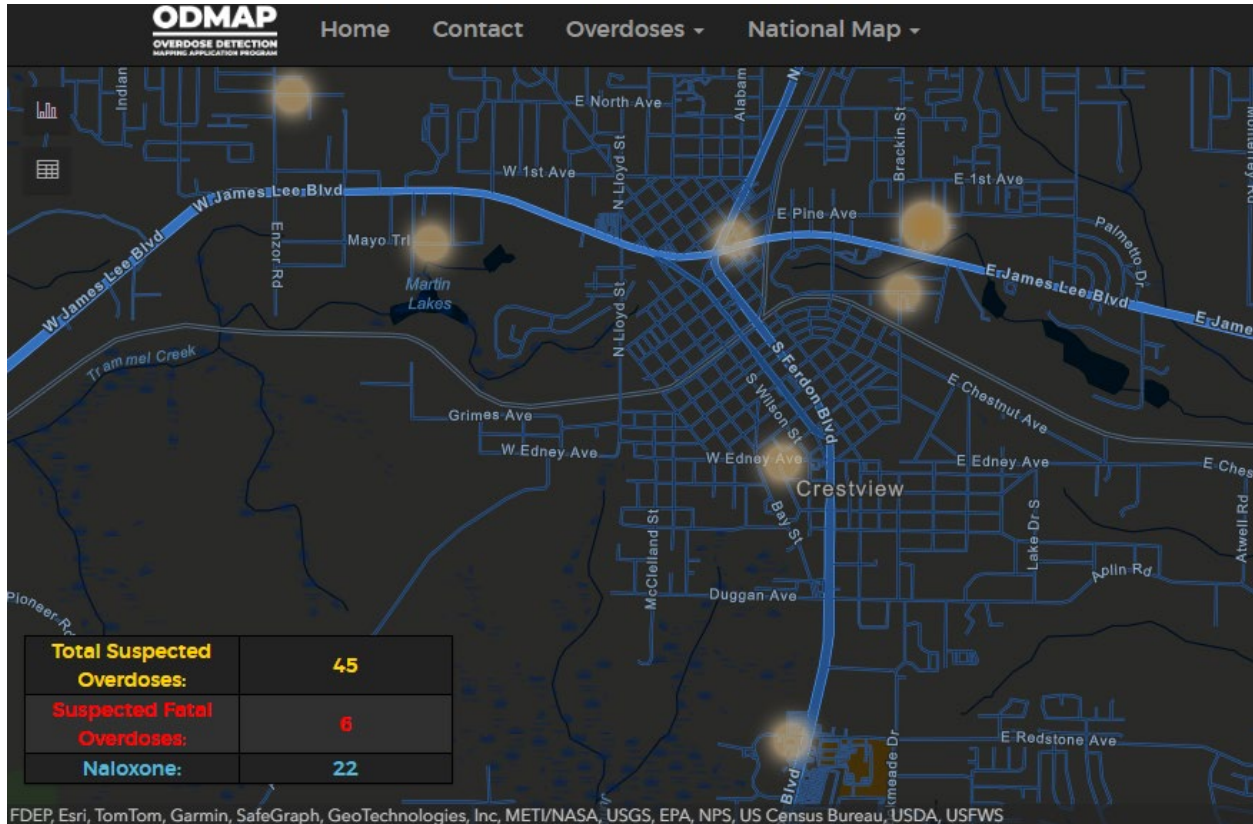 ODMAP
OVERDOSE DETECTION
MAPPING APPLICATION PROGRAM
Home
Contact
Overdoses
National Map
Indian
E North Ave
Alabam
N
Brackin St
W 1st Ave
N Lloyd St
E 1st Ave
W James Lee Blvd
E Pine Ave
Palmetto Dr
Enzor Rd
Mayo Trl
W James Lee Blvd
Martin
Lakes
E James Lee Blvd
E Jame
N Lloyd St
Trammel Creek
S Ferdon Blvd
S Wilson St
E Chestnut Ave
Grimes Ave
W Edney Ave
W Edney Ave
E Edney Ave
E Ches
Crestview
Bay St
McClelland St
Lake Dr S
Atwell Rd
Aplin Rd
Duggan Ave
Pioneer Rd
Total Suspected
Overdoses:
45
Suspected Fatal
Overdoses:
6
Naloxone:
22
E Redstone Ave
kmeade Dr
Blvd
FDEP, Esri, TomTom, Garmin, SafeGraph, GeoTechnologies, Inc, METI/NASA, USGS, EPA, NPS, US Census Bureau, USDA, USFWS